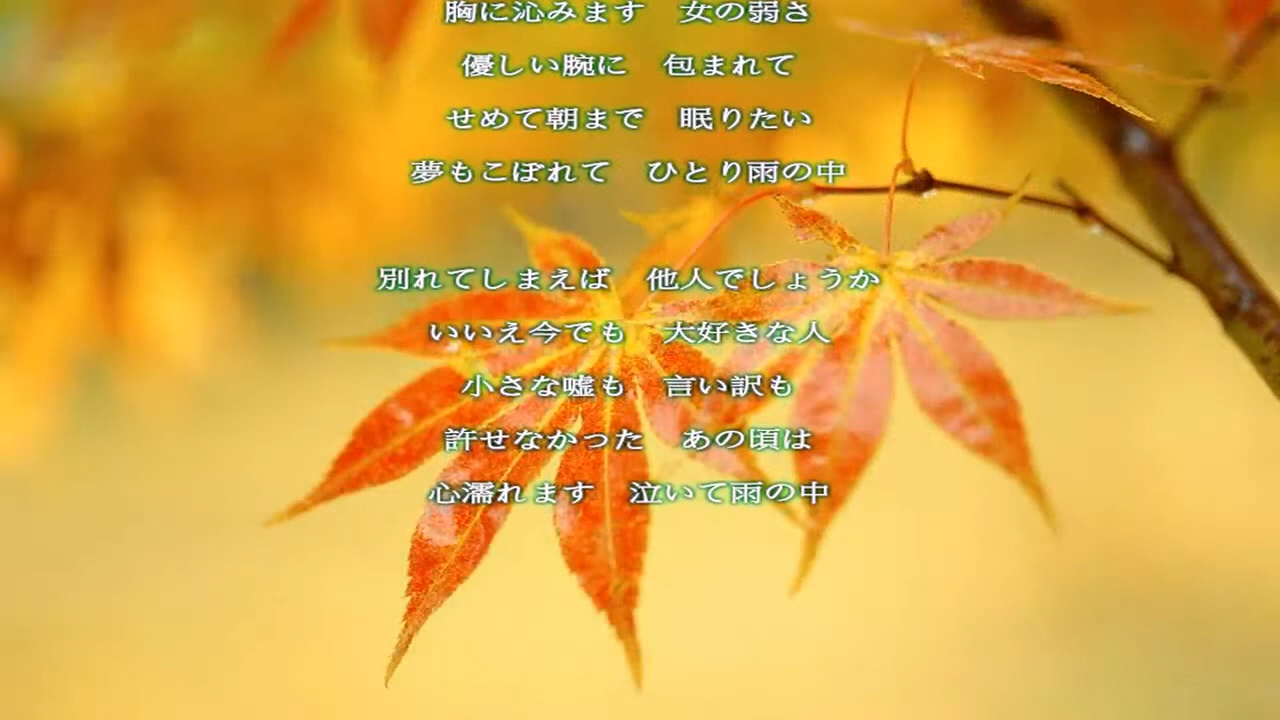 胸に沁みます　女の弱さ
優しい腕に　包まれて
せめて朝まで　眠りたい
夢もこぼれて　ひとり雨の中
別れてしまえば　他人でしょうか
いいえ今でも　大好きな人
小さな嘘も　言い訳も
許せなかった　あの頃は
心濡れます　泣いて雨の中